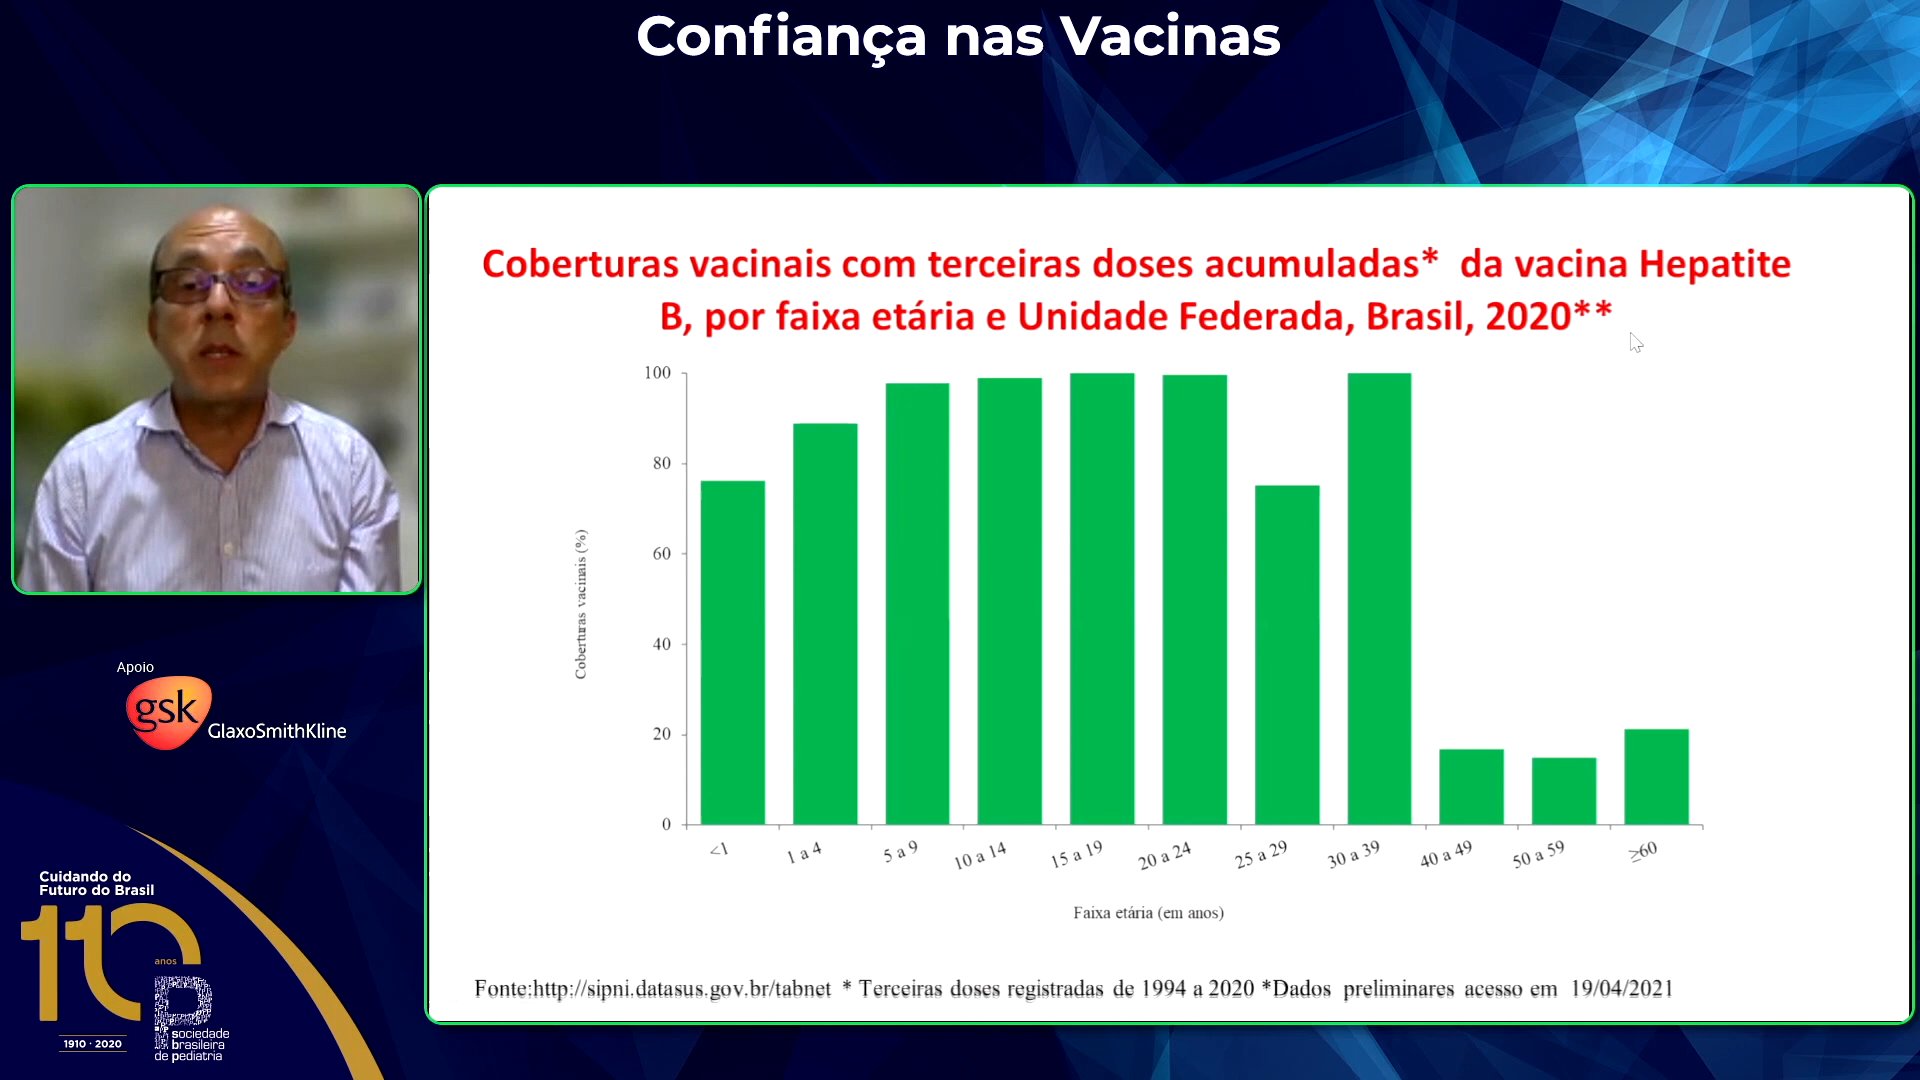 Confiança nas Vacinas
Coberturas vacinais com terceiras doses acumuladas* da vacina Hepatite
B, por faixa etária e Unidade Federada, Brasil, 2020**
100
80
60
40
20
0
Coberturas vacinais (%)
<1
1 a 4
5 a 9
10 a 14
15 a 19
20 a 24
25 a 29
30 a 39
40 a 49
50 a 59
≥60
Faixa etária (em anos)
Fonte:http://sipni.datasus.gov.br/tabnet * Terceiras doses registradas de 1994 a 2020 *Dados preliminares acesso em 19/04/2021
Apoio
gsk
GlaxoSmithKline
Cuidando do
Futuro do Brasil
110
anos
1910 · 2020
sociedade
brasileira
de pediatria